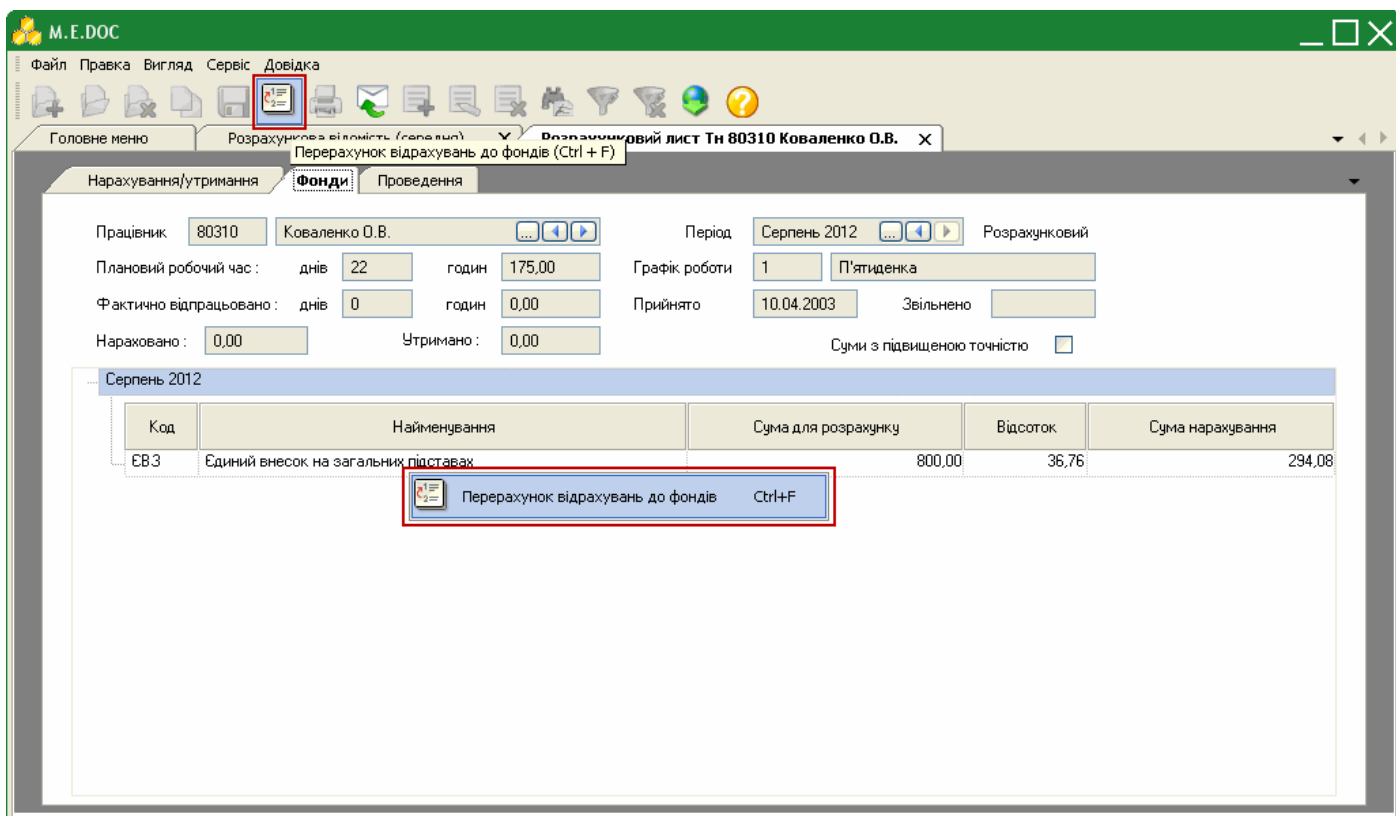 M.E.DOC
Файл Правка Вигляд Сервіс Довідка
Головне меню Розрахункова відомість (середно) X Розрахунковий лист Тн 80310 Коваленко О.В. X
Перерахунок відрахувань до фондів (Ctrl + F)
Нарахування/утримання Фонди Проведення
Працівник 80310 Коваленко О.В. ... Період Серпень 2012 ... Розрахунковий
Плановий робочий час : днів 22 годин 175,00 Графік роботи 1 П'ятиденка
Фактично відпрацьовано : днів 0 годин 0,00 Прийнято 10.04.2003 Звільнено
Нараховано : 0,00 Утримано : 0,00 Суми з підвищеною точністю
Серпень 2012
Код Найменування Сума для розрахунку Відсоток Сума нарахування
ЄВ3 Єдиний внесок на загальних підставах 800,00 36,76 294,08
Перерахунок відрахувань до фондів Ctrl+F